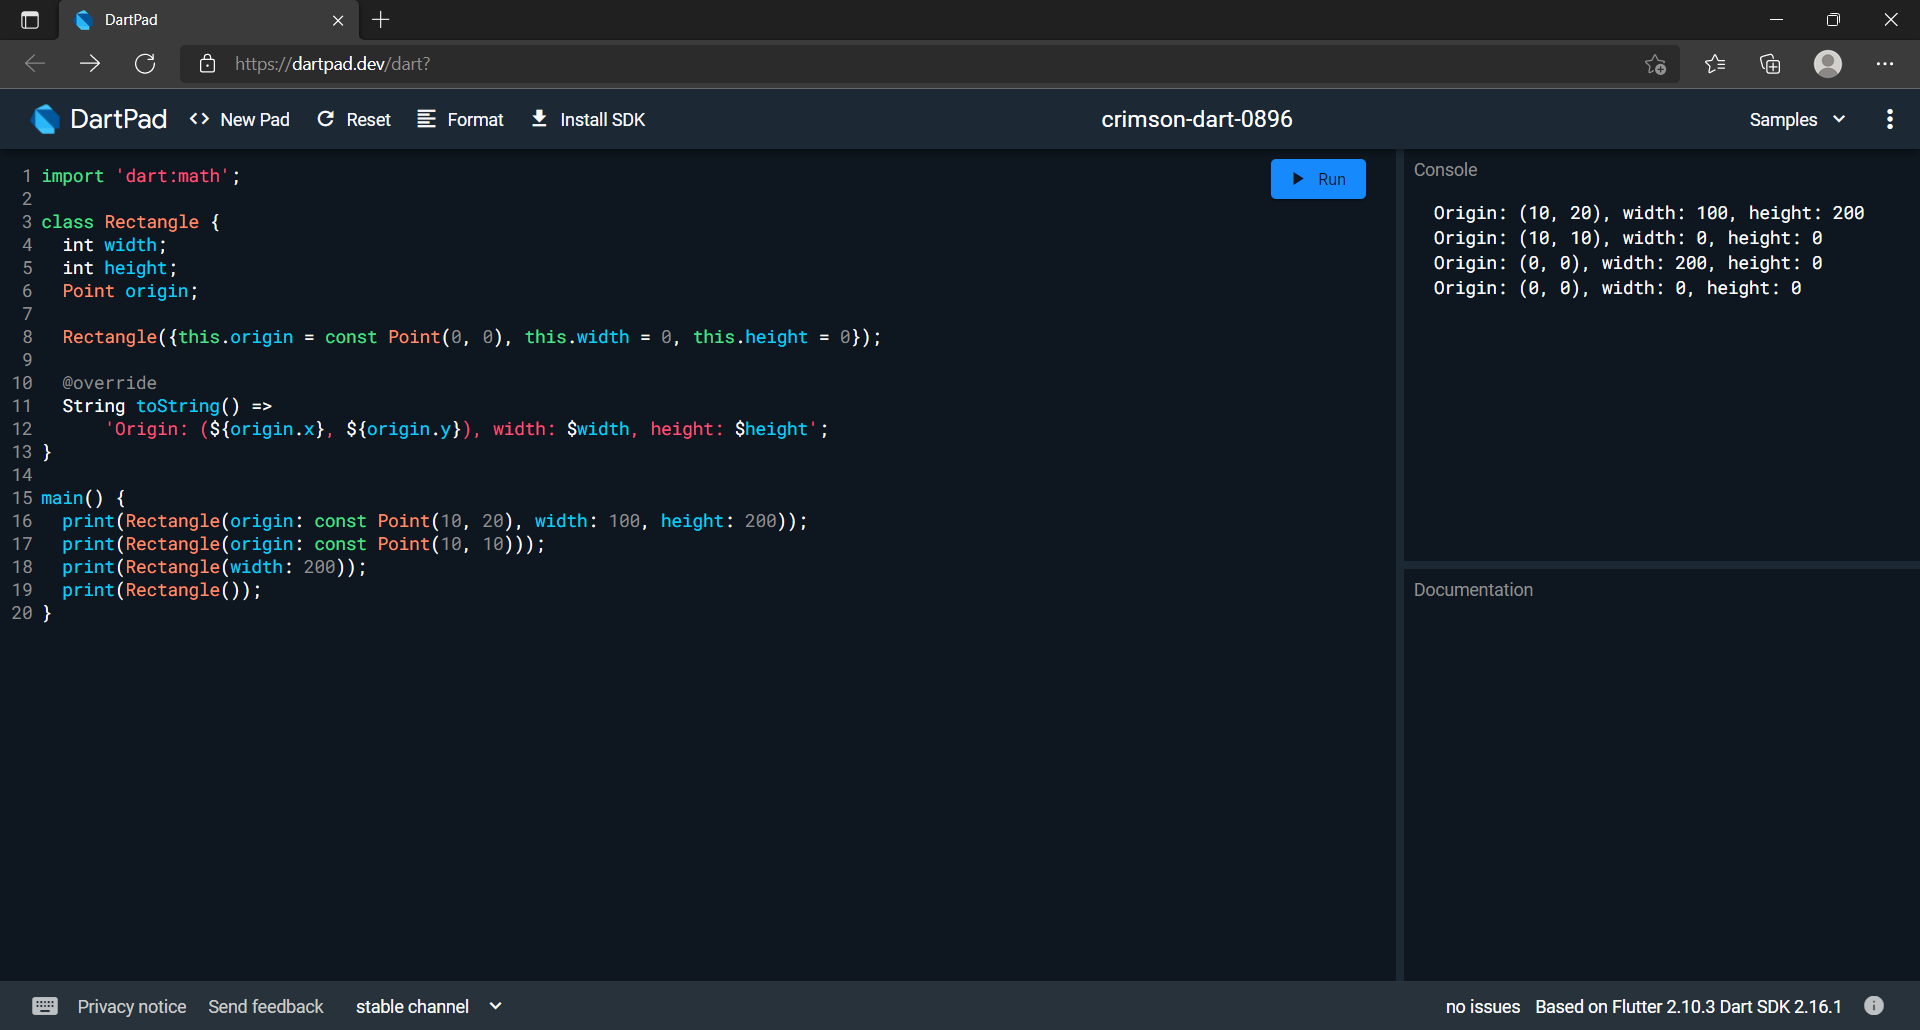 DartPad
https://dartpad.dev/dart?
DartPad <> New Pad Reset Format Install SDK crimson-dart-0896 Samples
Run
1 import 'dart:math';
2
3 class Rectangle {
4   int width;
5   int height;
6   Point origin;
7
8   Rectangle({this.origin = const Point(0, 0), this.width = 0, this.height = 0});
9
10   @override
11   String toString() =>
12       'Origin: (${origin.x}, ${origin.y}), width: $width, height: $height';
13 }
14
15 main() {
16   print(Rectangle(origin: const Point(10, 20), width: 100, height: 200));
17   print(Rectangle(origin: const Point(10, 10)));
18   print(Rectangle(width: 200));
19   print(Rectangle());
20 }
Console
Origin: (10, 20), width: 100, height: 200
Origin: (10, 10), width: 0, height: 0
Origin: (0, 0), width: 200, height: 0
Origin: (0, 0), width: 0, height: 0
Documentation
Privacy notice Send feedback stable channel no issues Based on Flutter 2.10.3 Dart SDK 2.16.1